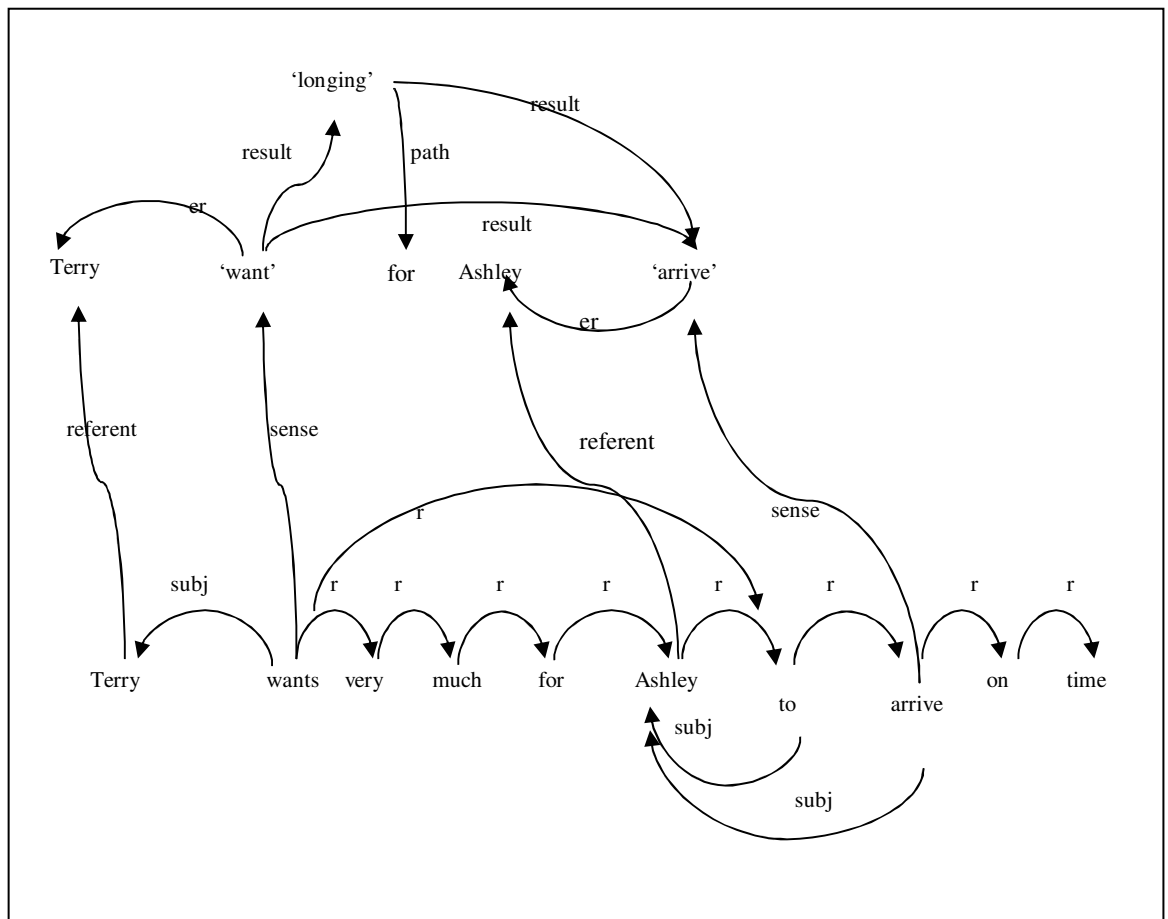 ‘longing’
result
result path
er
result
Terry ‘want’ for Ashley ‘arrive’
er
referent sense
referent
r sense
subj r r r r r r r r
Terry wants very much for Ashley on time
to arrive
subj
subj